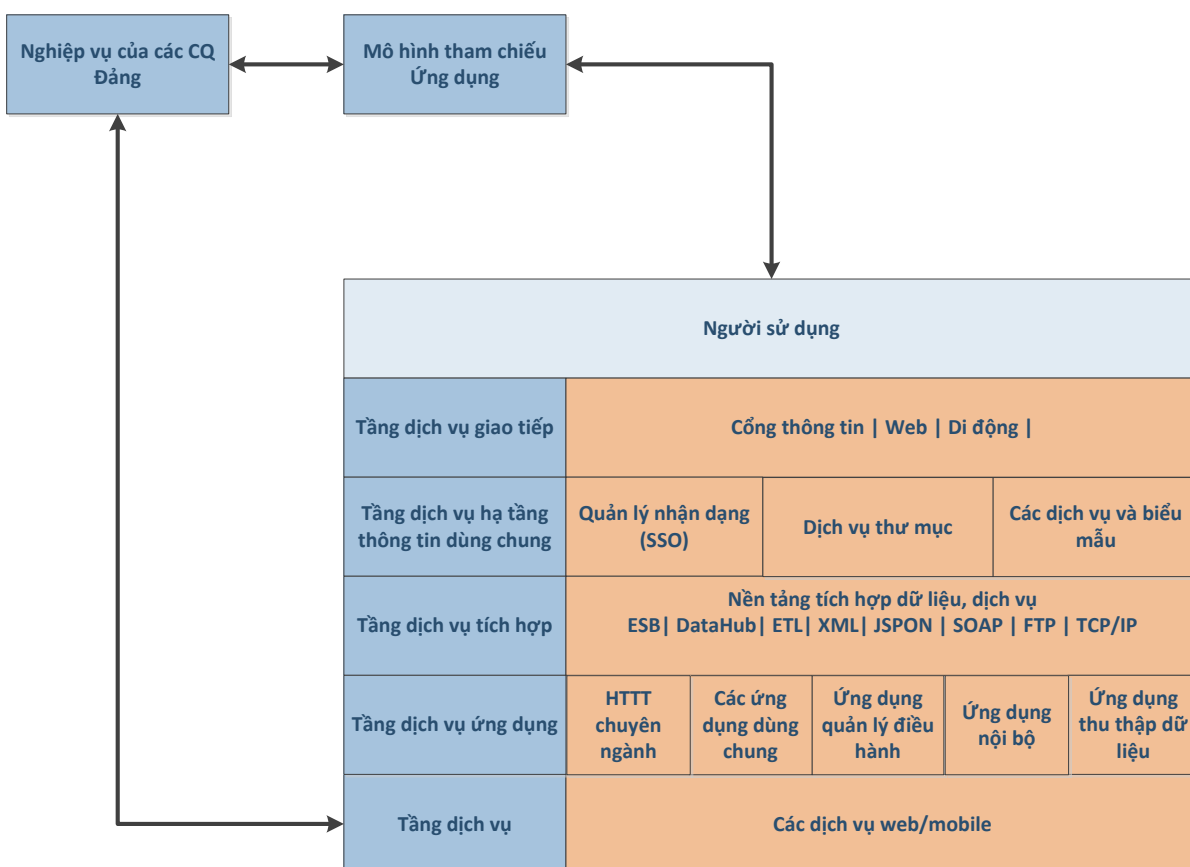 Nghiệp vụ của các CQ
Đảng
Mô hình tham chiếu
Ứng dụng
Người sử dụng
Tầng dịch vụ giao tiếp
Cổng thông tin | Web | Di động |
Tầng dịch vụ hạ tầng
thông tin dùng chung
Quản lý nhận dạng
(SSO)
Dịch vụ thư mục
Các dịch vụ và biểu
mẫu
Tầng dịch vụ tích hợp
Nền tảng tích hợp dữ liệu, dịch vụ
ESB| DataHub| ETL| XML| JSPON | SOAP | FTP | TCP/IP
Tầng dịch vụ ứng dụng
HTTT
chuyên
ngành
Các ứng
dụng dùng
chung
Ứng dụng
quản lý điều
hành
Ứng dụng
nội bộ
Ứng dụng
thu thập dữ
liệu
Tầng dịch vụ
Các dịch vụ web/mobile